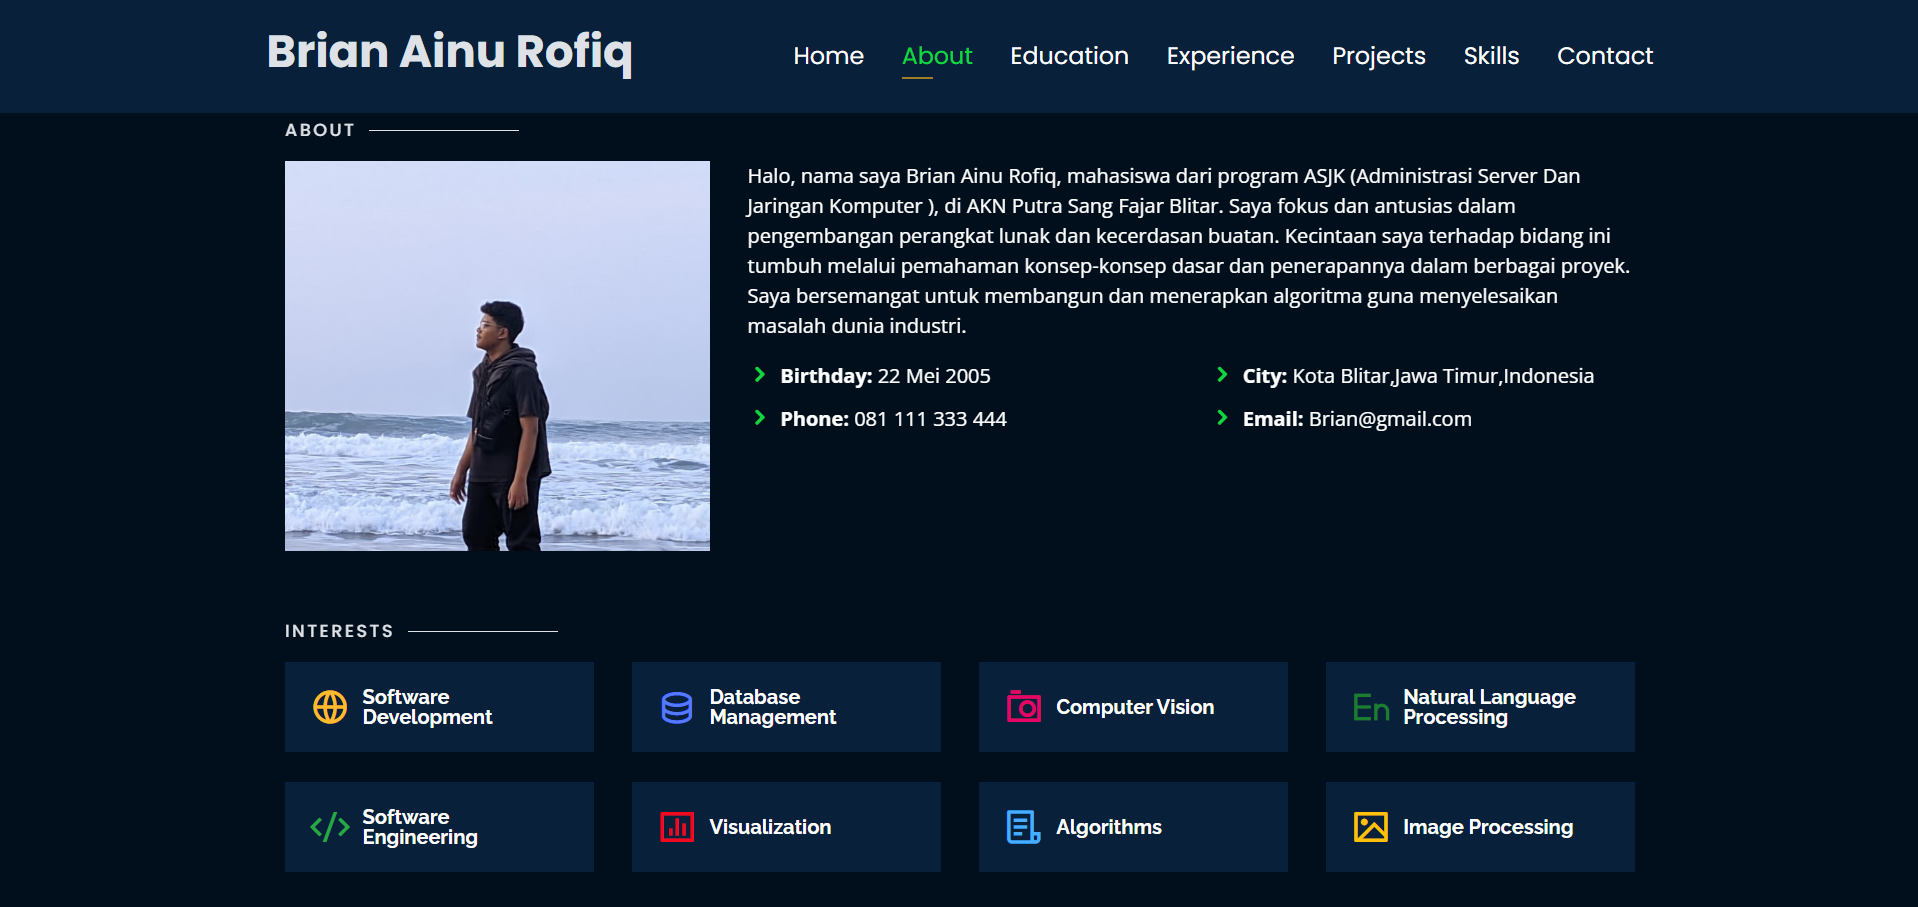 Brian Ainu Rofiq
Home About Education Experience Projects Skills Contact
ABOUT
Halo, nama saya Brian Ainu Rofiq, mahasiswa dari program ASJK (Administrasi Server Dan
Jaringan Komputer ), di AKN Putra Sang Fajar Blitar. Saya fokus dan antusias dalam
pengembangan perangkat lunak dan kecerdasan buatan. Kecintaan saya terhadap bidang ini
tumbuh melalui pemahaman konsep-konsep dasar dan penerapannya dalam berbagai proyek.
Saya bersemangat untuk membangun dan menerapkan algoritma guna menyelesaikan
masalah dunia industri.
Birthday: 22 Mei 2005
City: Kota Blitar,Jawa Timur,Indonesia
Phone: 081 111 333 444
Email: Brian@gmail.com
INTERESTS
Software
Development
Database
Management
Computer Vision
En
Natural Language
Processing
Software
Engineering
Visualization
Algorithms
Image Processing